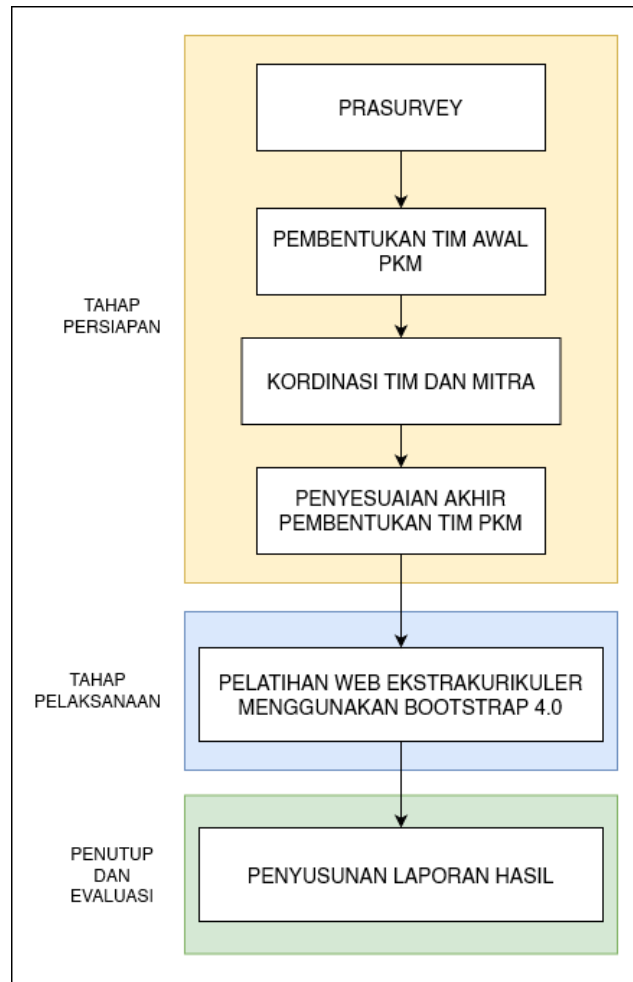 PRASURVEY
PEMBENTUKAN TIM AWAL
PKM
TAHAP
PERSIAPAN
KORDINASI TIM DAN MITRA
PENYESUAIAN AKHIR
PEMBENTUKAN TIM PKM
TAHAP
PELAKSANAAN
PELATIHAN WEB EKSTRAKURIKULER
MENGGUNAKAN BOOTSTRAP 4.0
PENUTUP
DAN
EVALUASI
PENYUSUNAN LAPORAN HASIL